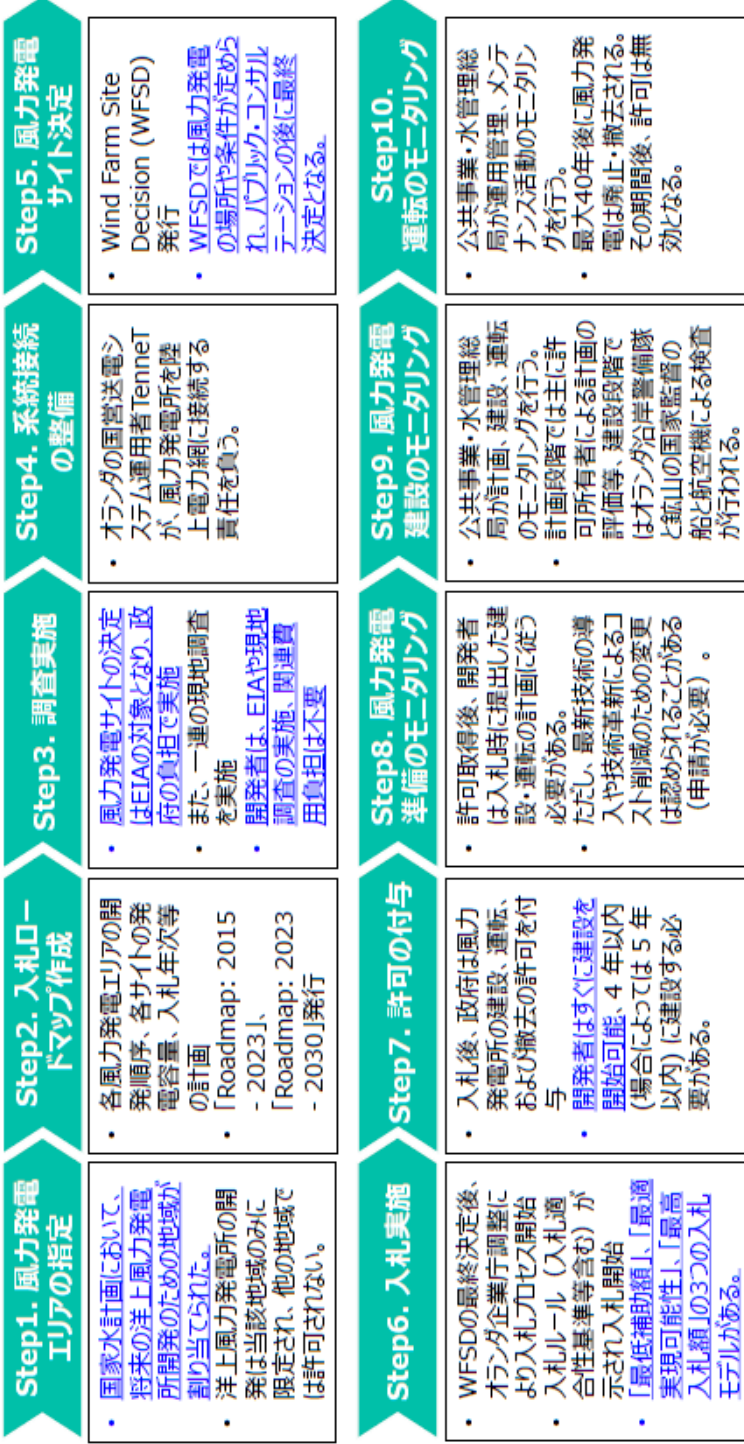 Step1. 風力発電
エリアの指定
• 国家水計画において、
将来の洋上風力発電
所開発のための地域が
割り当てられた。
• 洋上風力発電所の開
発は当該地域のみに
限定され、他の地域で
は許可されない。
Step2. 入札ロー
ドマップ作成
• 各風力発電エリアの開
発順序、各サイトの発
電容量、入札年次等
の計画
• 「Roadmap: 2015
- 2023」、
「Roadmap: 2023
- 2030」発行
Step3. 調査実施
• 風力発電サイトの決定
はEIAの対象となり、政
府の負担で実施
• また、一連の現地調査
を実施
• 開発者は、EIAや現地
調査の実施、関連費
用負担は不要
Step4. 系統接続
の整備
• オランダの国営送電シ
ステム運用者TenneT
が、風力発電所を陸
上電力網に接続する
責任を負う。
Step5. 風力発電
サイト決定
• Wind Farm Site
Decision (WFSD)
発行
• WFSDでは風力発電
の場所や条件が定めら
れ、パブリック・コンサル
テーションの後に最終
決定となる。
Step6. 入札実施
• WFSDの最終決定後、
オランダ企業庁調整に
より入札プロセス開始
• 入札ルール（入札適
合性基準等含む）が
示され入札開始
• 「最低補助額」、「最適
実現可能性」、「最高
入札額」の3つの入札
モデルがある。
Step7. 許可の付与
• 入札後、政府は風力
発電所の建設、運転、
および撤去の許可を付
与
• 開発者はすぐに建設を
開始可能、4 年以内
（場合によっては 5 年
以内）に建設する必
要がある。
Step8. 風力発電
準備のモニタリング
• 許可取得後、開発者
は入札時に提出した建
設・運転の計画に従う
必要がある。
• ただし、最新技術の導
入や技術革新によるコ
スト削減のための変更
は認められることがある
（申請が必要）。
Step9. 風力発電
建設のモニタリング
• 公共事業・水管理総
局が計画、建設、運転
のモニタリングを行う。
• 計画段階では主に許
可所有者による計画の
評価等、建設段階で
はオランダ沿岸警備隊
と鉱山の国家監督の
船と航空機による検査
が行われる。
Step10.
運転のモニタリング
• 公共事業・水管理総
局が運用管理、メンテ
ナンス活動のモニタリン
グを行う。
• 最大40年後に風力発
電は廃止・撤去される。
その期間後、許可は無
効となる。